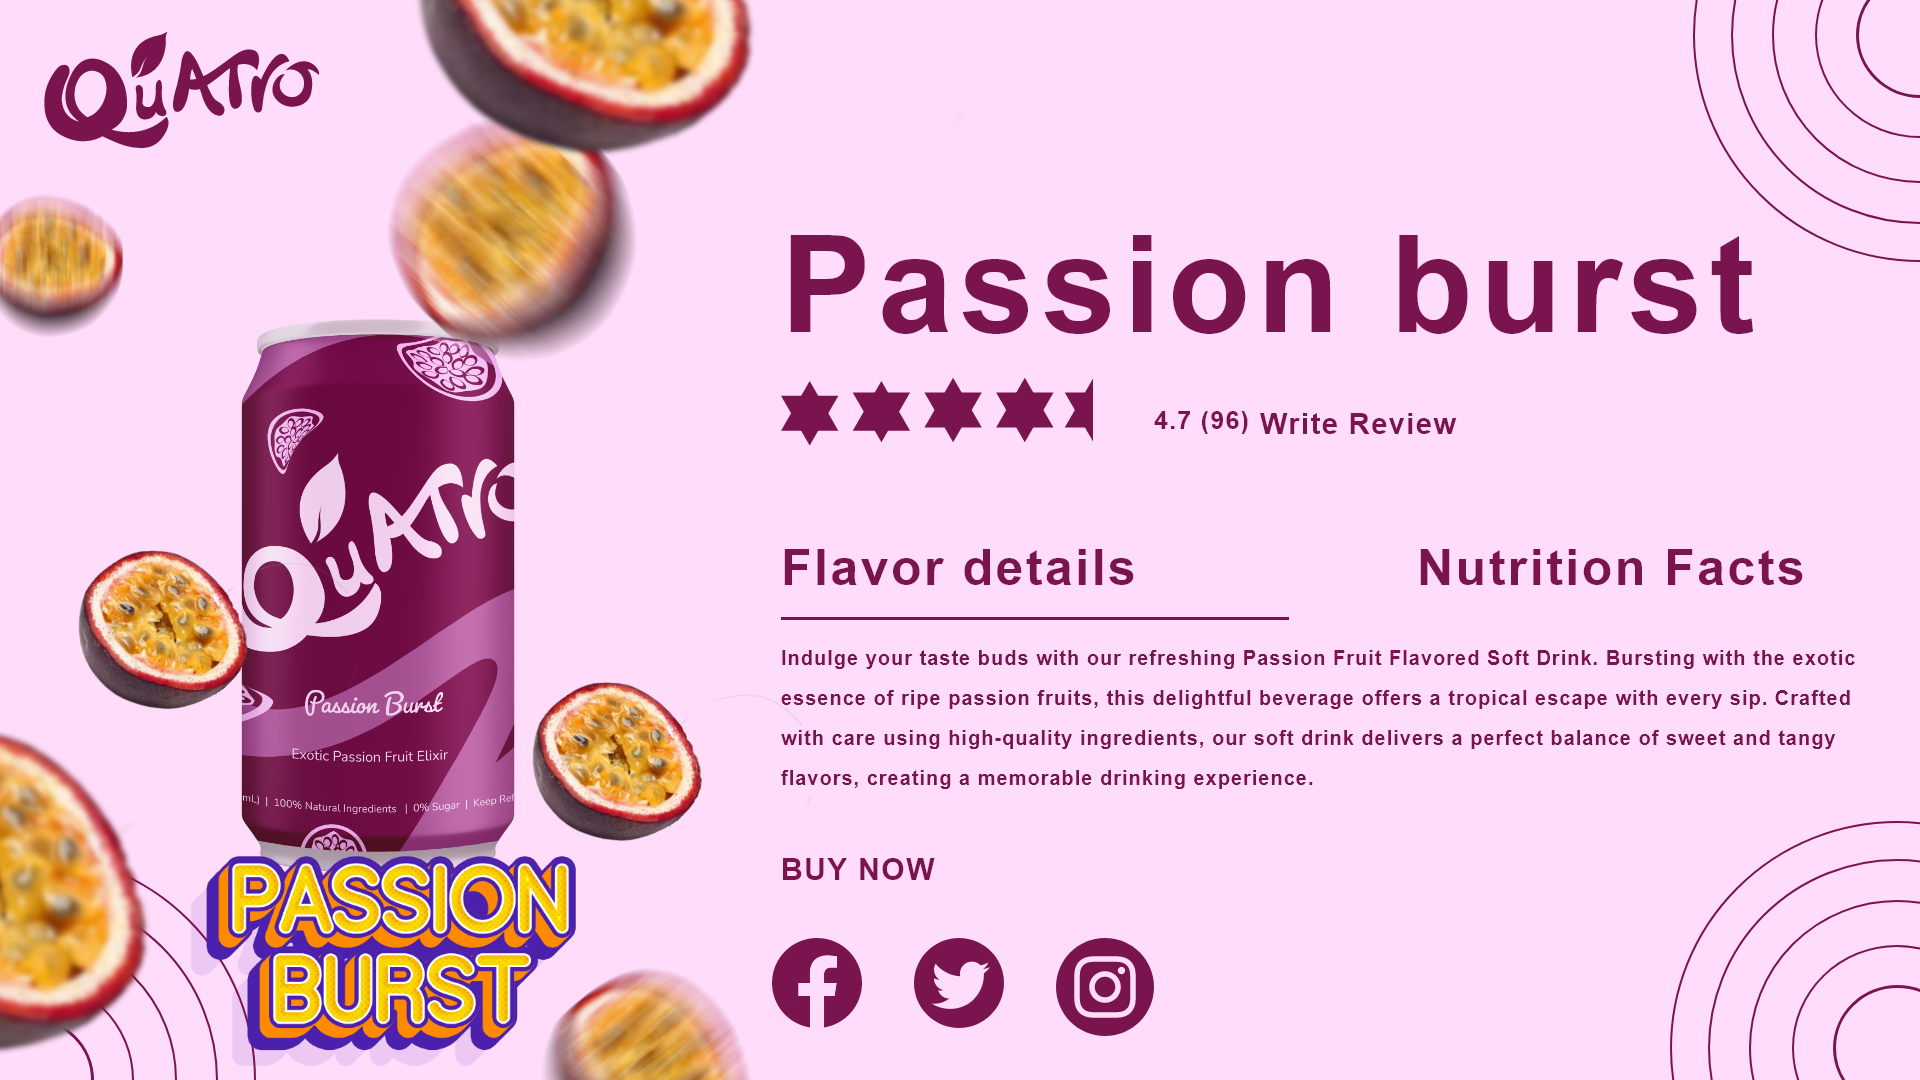 QuATrO
Passion burst
4.7 (96) Write Review
Flavor details
Nutrition Facts
Indulge your taste buds with our refreshing Passion Fruit Flavored Soft Drink. Bursting with the exotic
essence of ripe passion fruits, this delightful beverage offers a tropical escape with every sip. Crafted
with care using high-quality ingredients, our soft drink delivers a perfect balance of sweet and tangy
flavors, creating a memorable drinking experience.
BUY NOW
QuATrO
Passion Burst
Exotic Passion Fruit Elixir
mL) | 100% Natural Ingredients | 0% Sugar | Keep Ref
PASSION
BURST